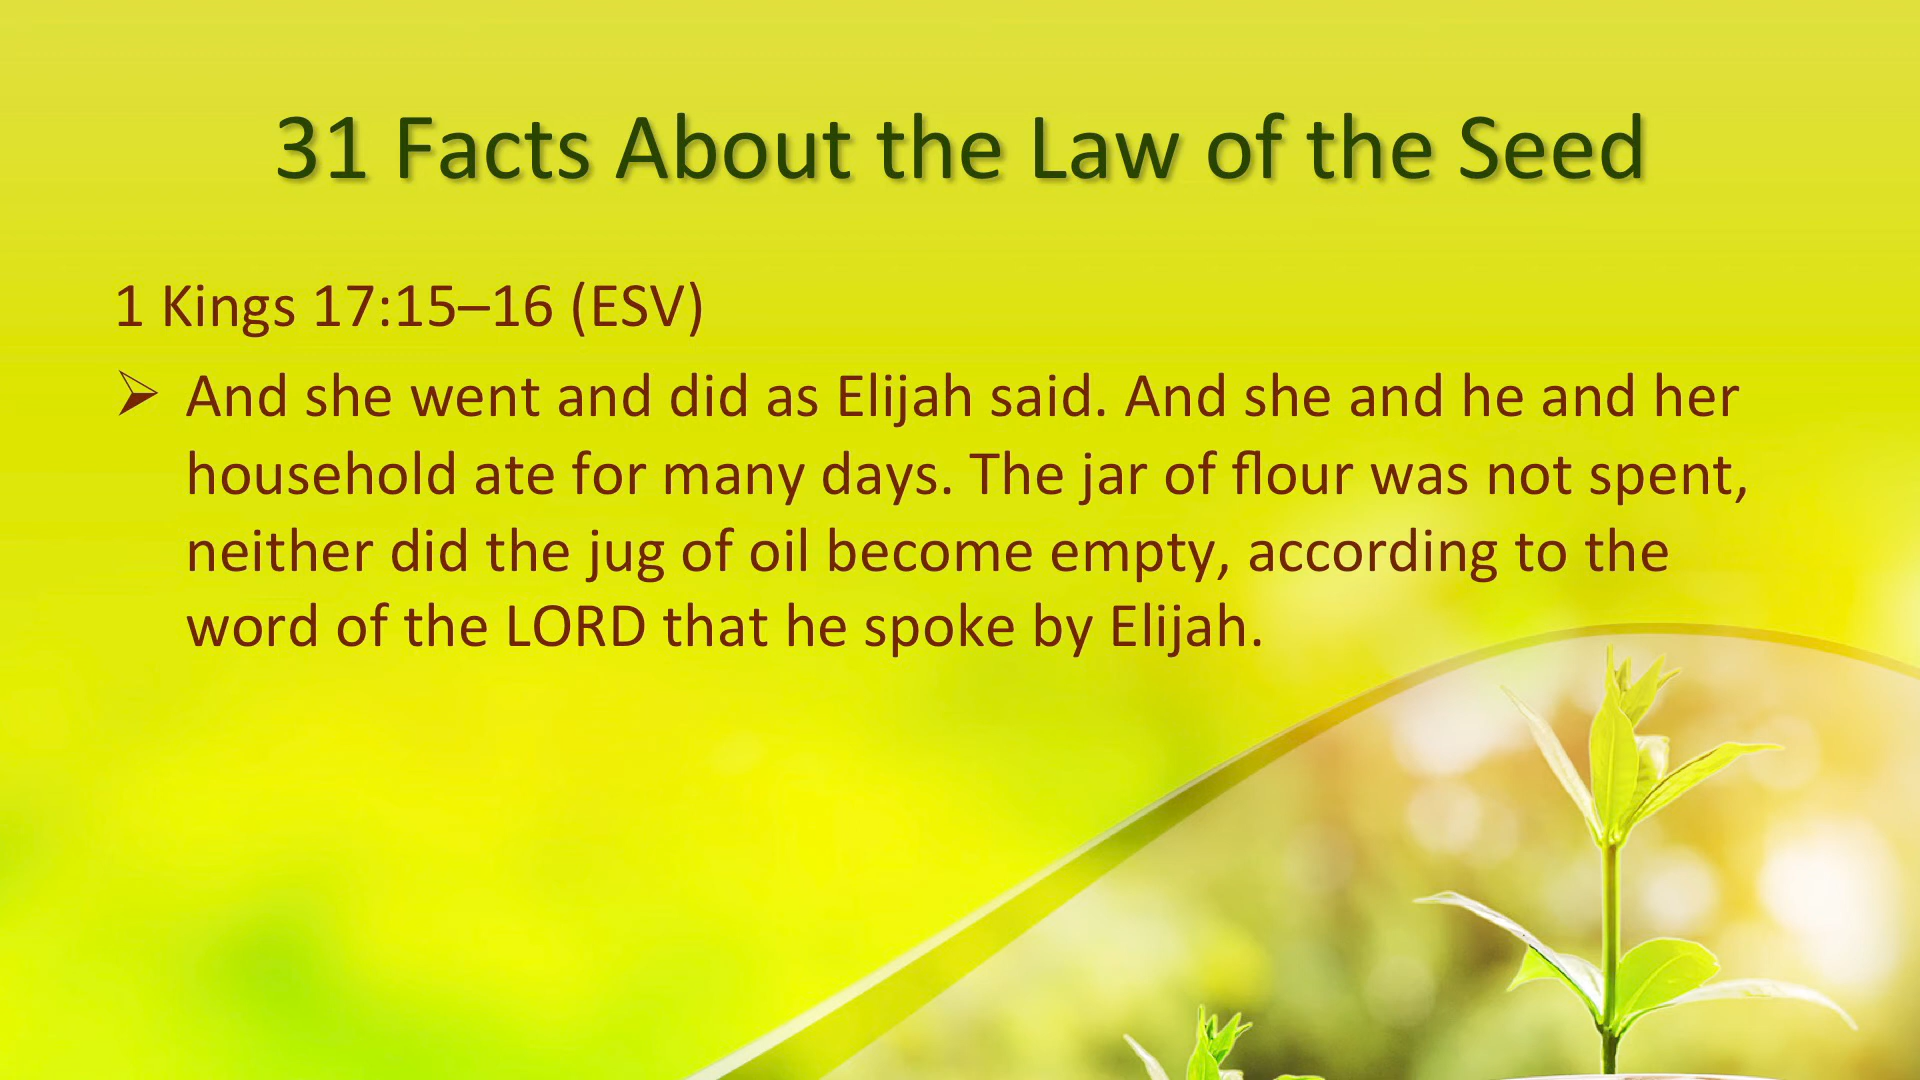 31 Facts About the Law of the Seed
1 Kings 17:15–16 (ESV)
➢ And she went and did as Elijah said. And she and he and her
household ate for many days. The jar of flour was not spent,
neither did the jug of oil become empty, according to the
word of the LORD that he spoke by Elijah.